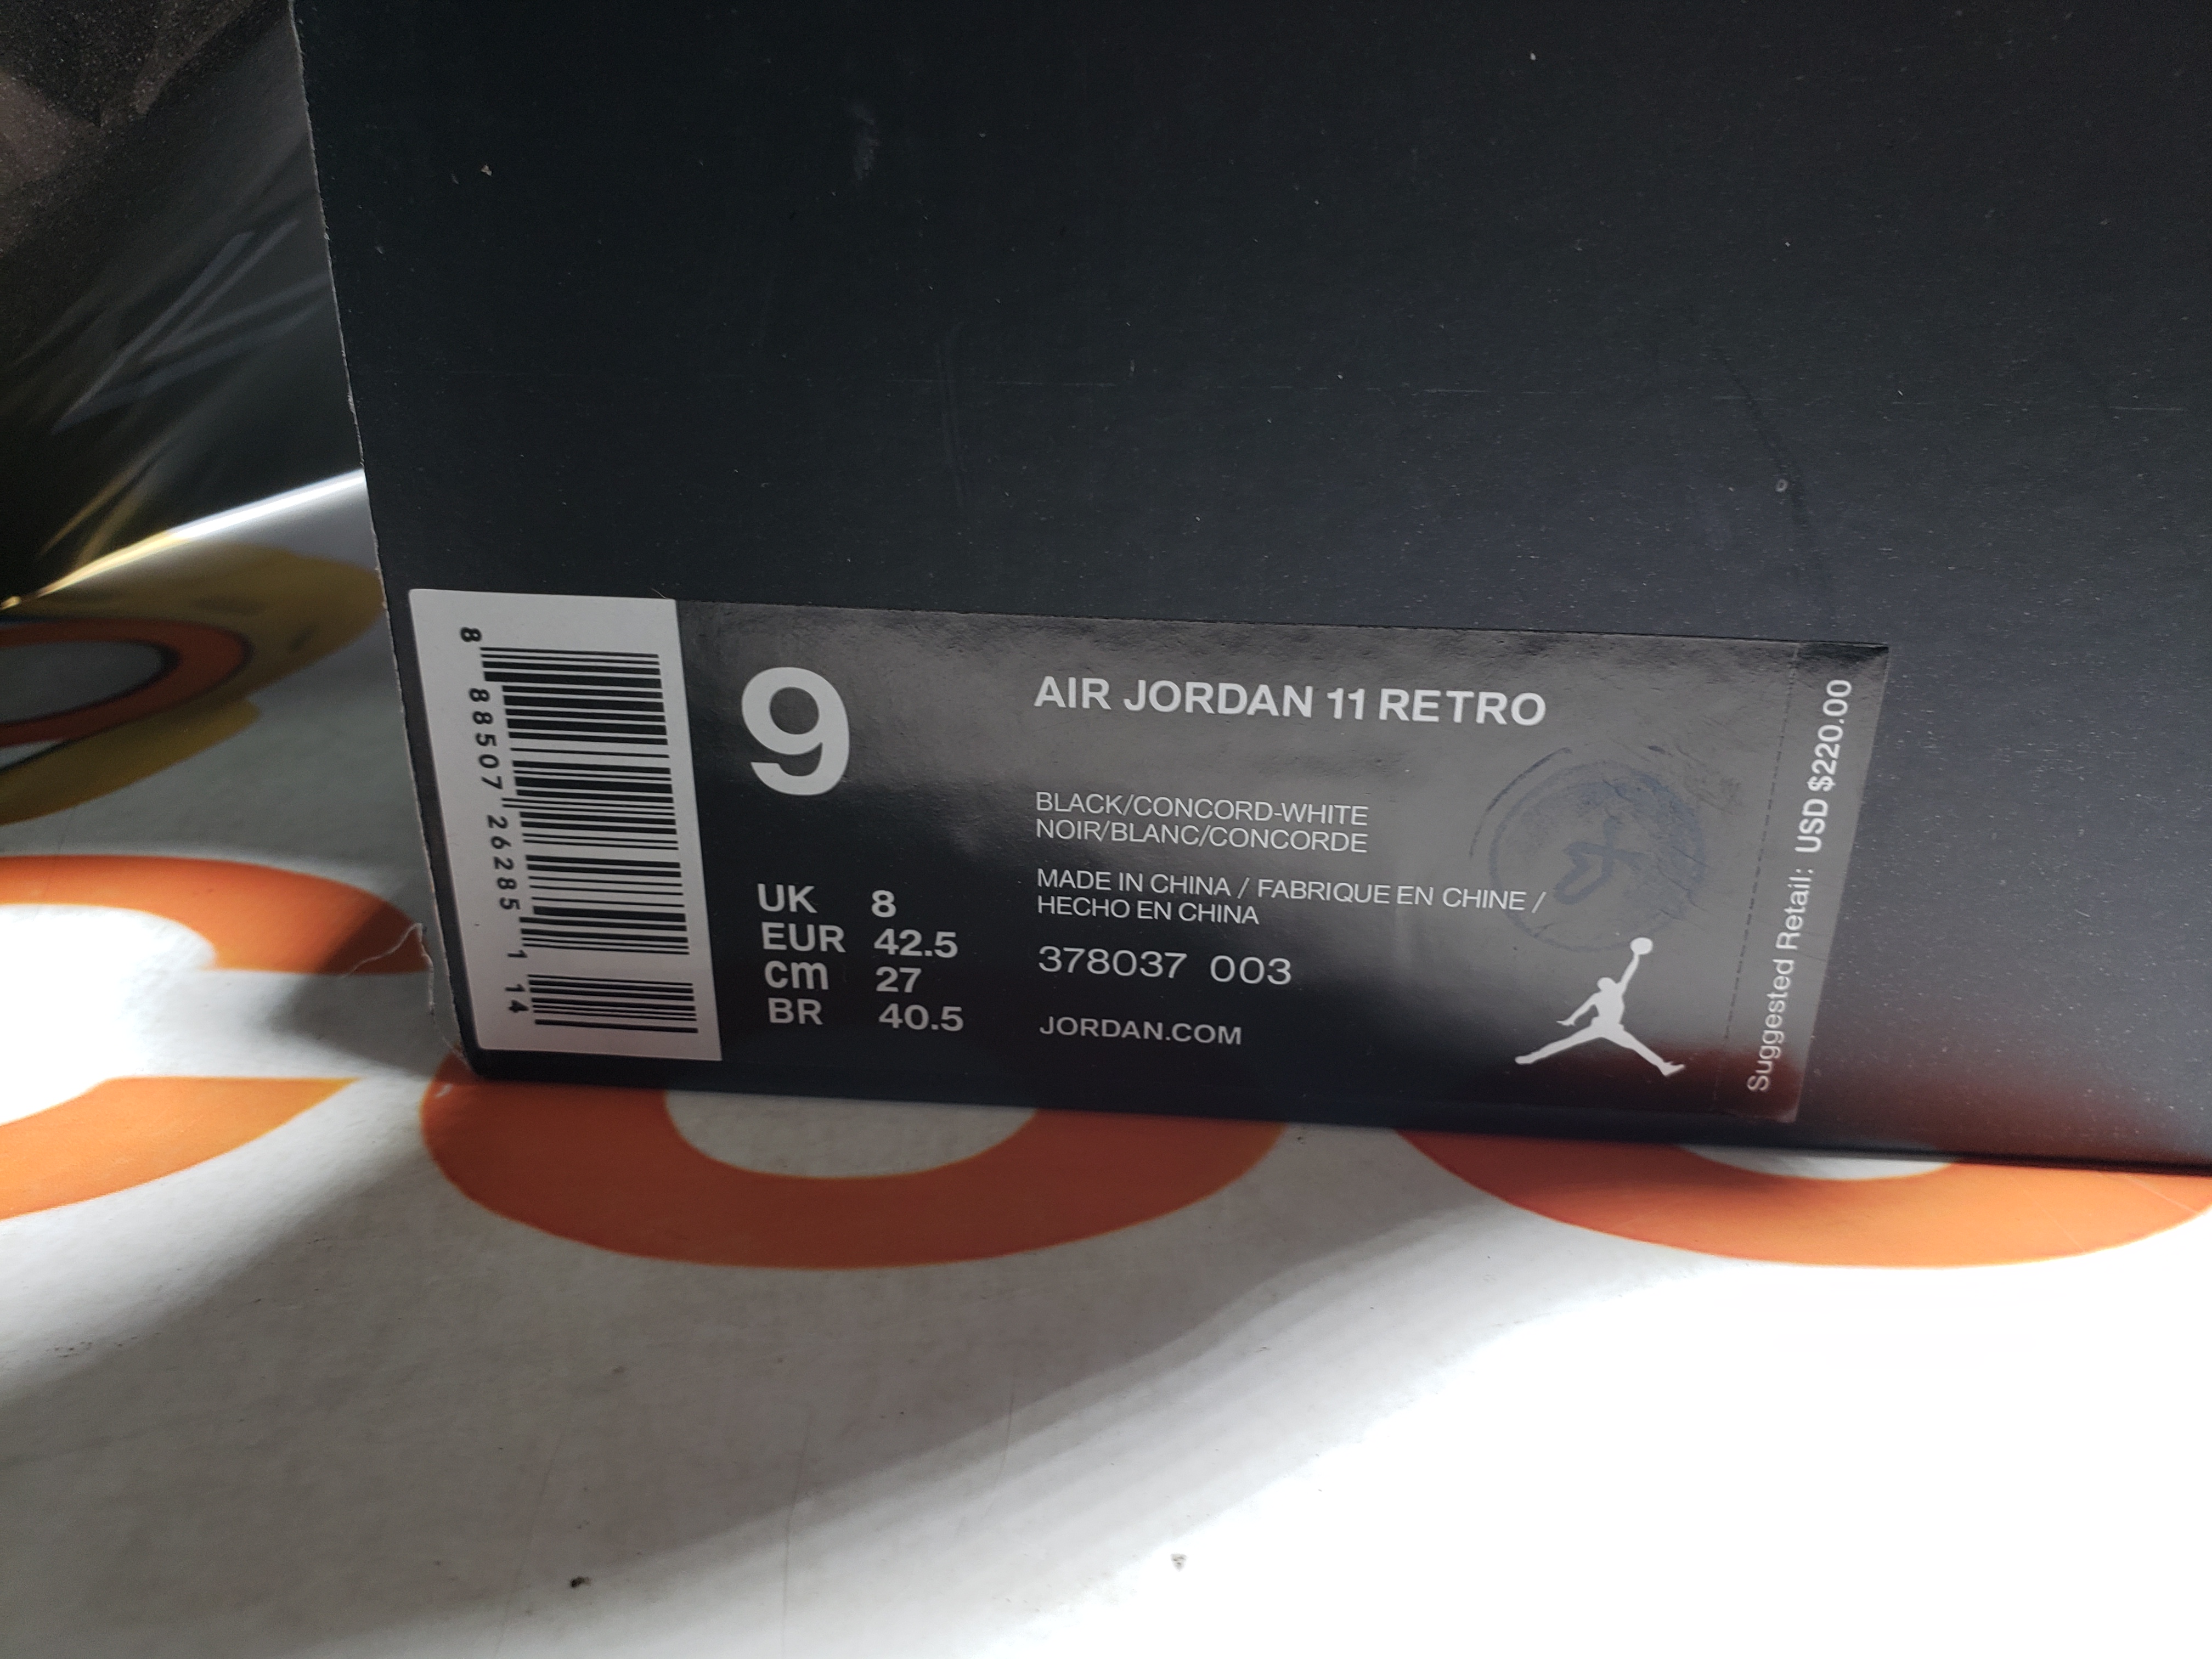 8 88507 26285 1 14
9
UK 8
EUR 42.5
cm 27
BR 40.5
AIR JORDAN 11 RETRO
BLACK/CONCORD-WHITE
NOIR/BLANC/CONCORDE
MADE IN CHINA / FABRIQUE EN CHINE /
HECHO EN CHINA
378037 003
JORDAN.COM
Suggested Retail: USD $220.00